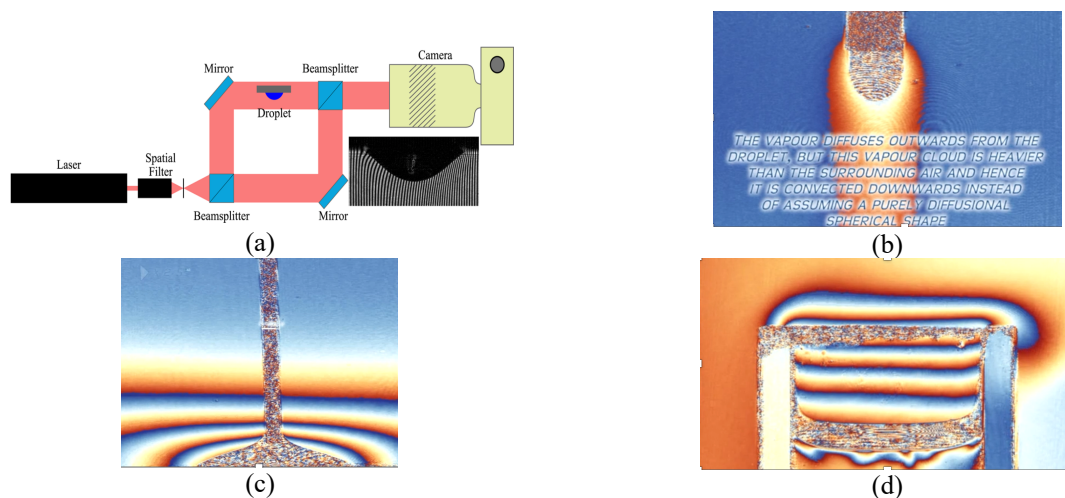 Camera
Mirror
Beamsplitter
Droplet
Laser
Spatial
Filter
Beamsplitter
Mirror
(a)
THE VAPOUR DIFFUSES OUTWARDS FROM THE
DROPLET, BUT THIS VAPOUR CLOUD IS HEAVIER
THAN THE SURROUNDING AIR AND HENCE
IT IS CONVECTED DOWNWARDS INSTEAD
OF ASSUMING A PURELY DIFFUSIONAL
SPHERICAL SHAPE
(b)
(c)
(d)